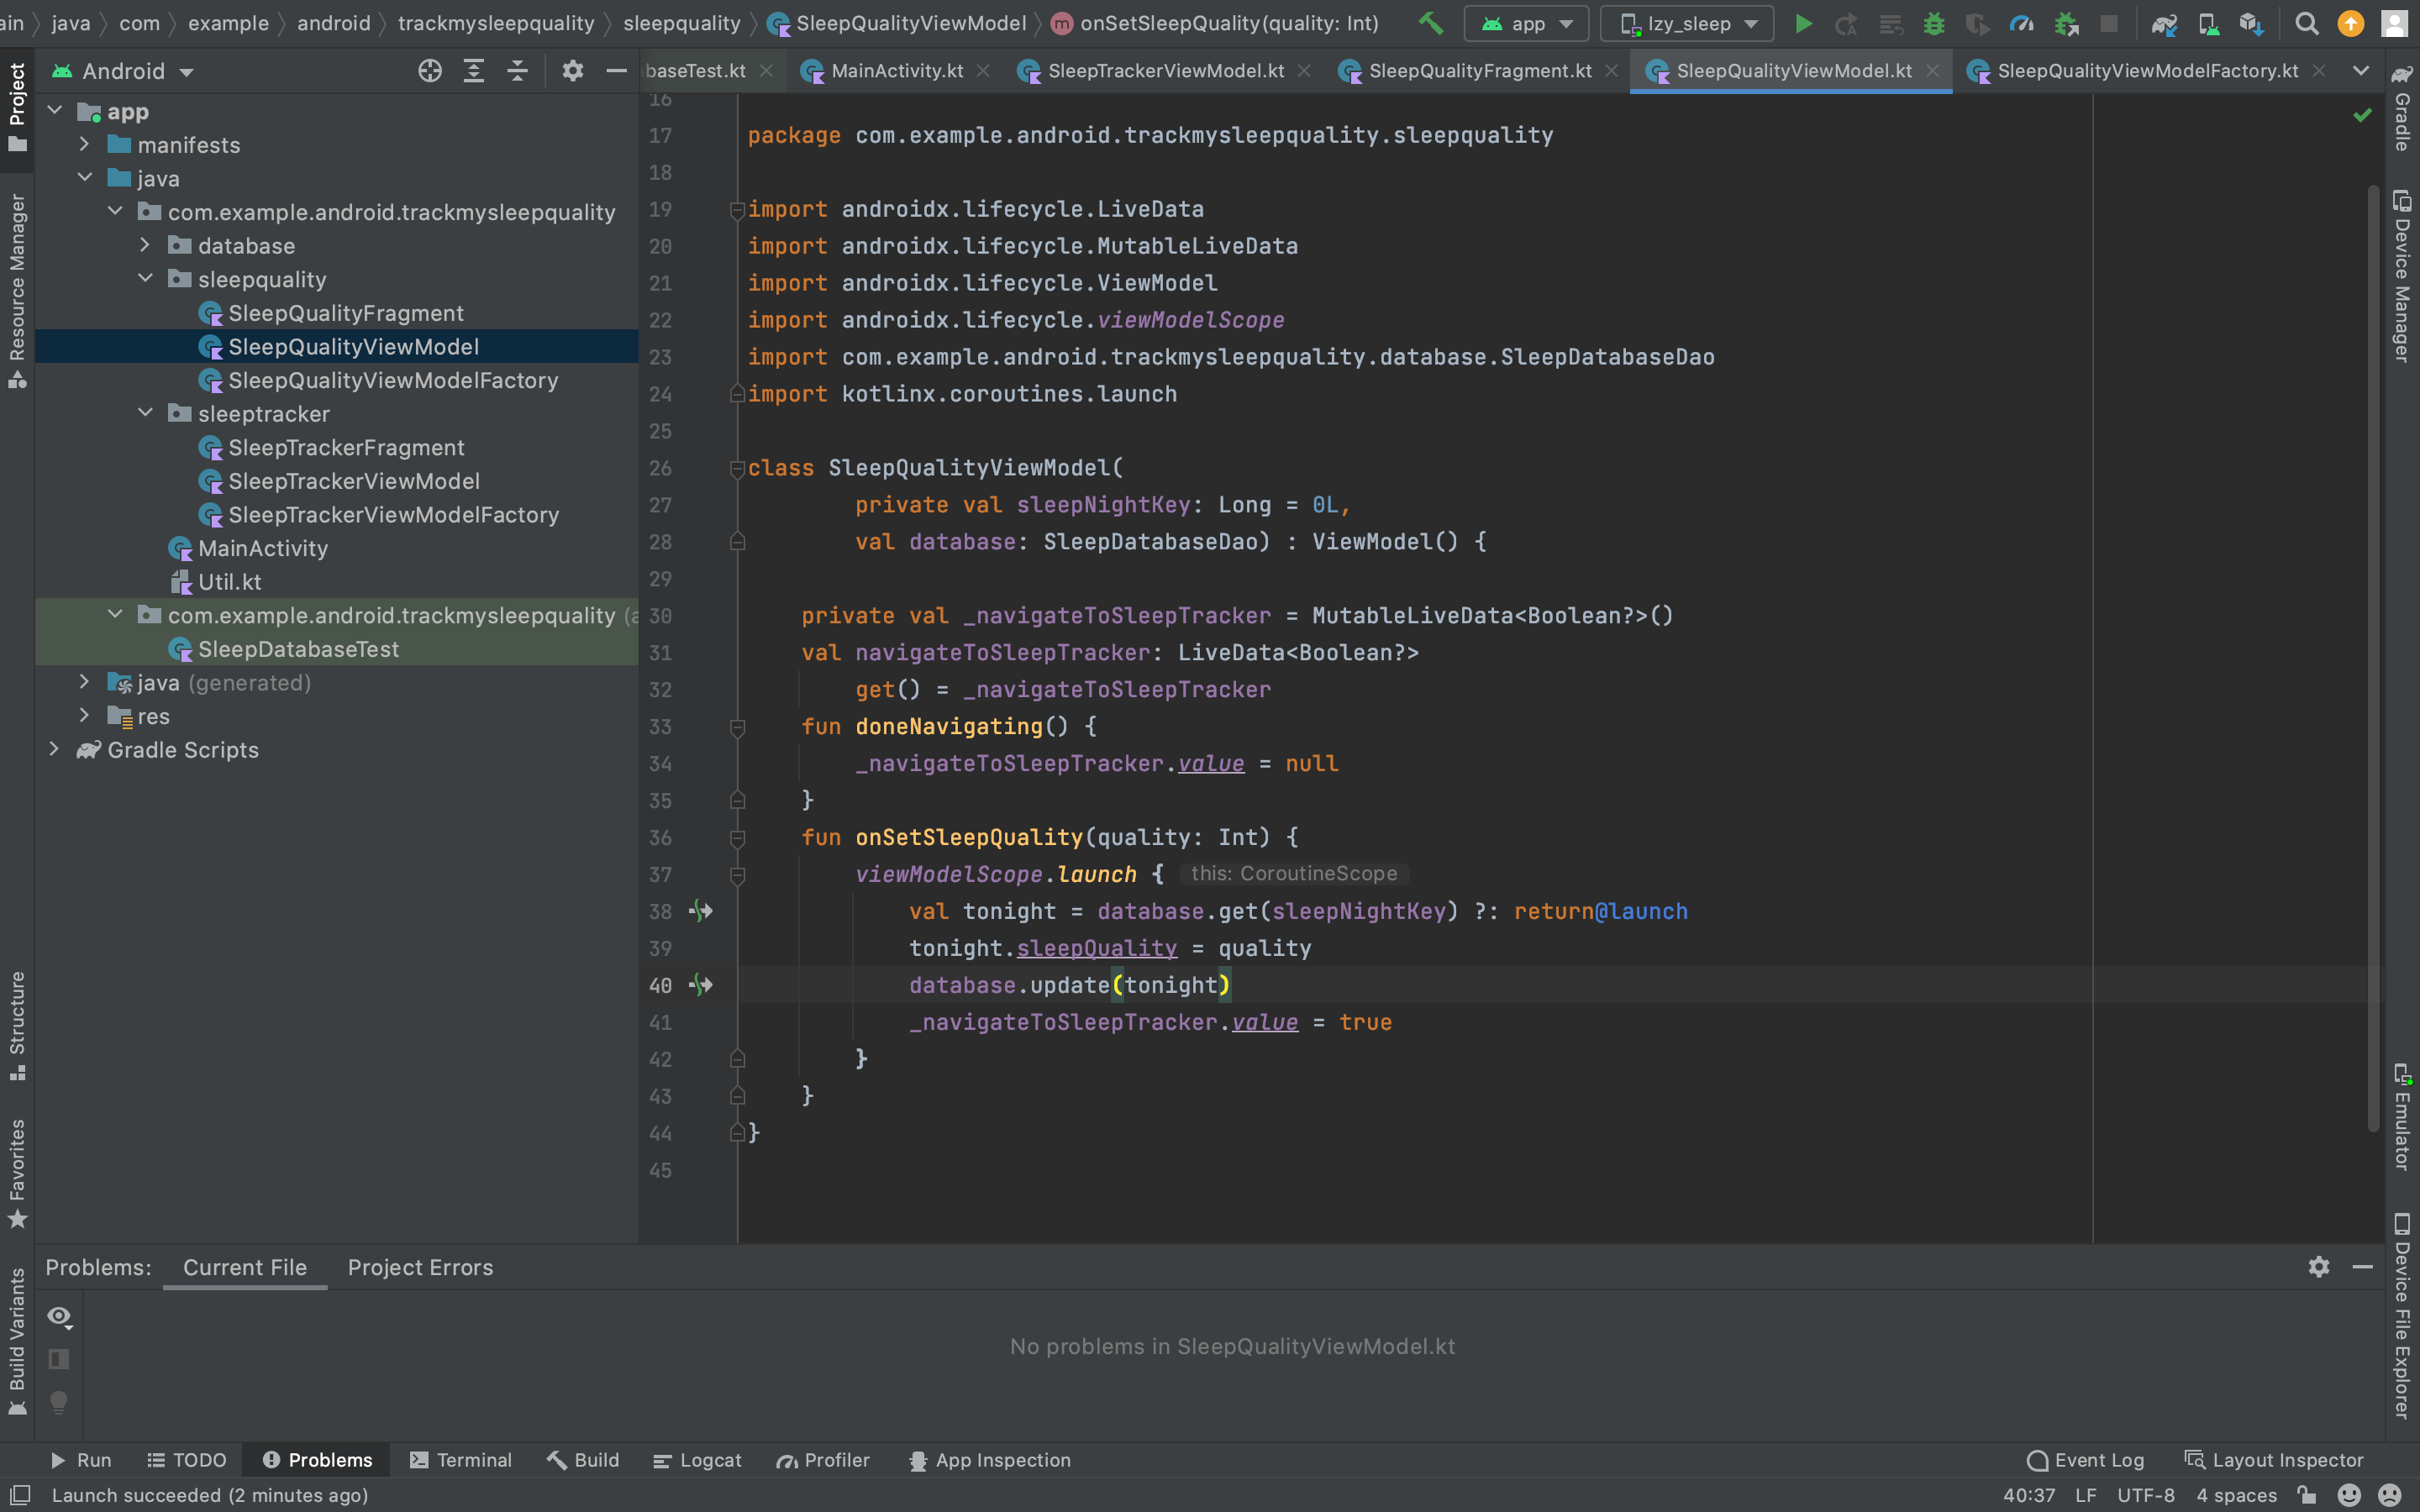 ain java com example android trackmysleepquality sleepquality SleepQualityViewModel onSetSleepQuality(quality: Int) app lzy_sleep
Android baseTest.kt MainActivity.kt SleepTrackerViewModel.kt SleepQualityFragment.kt SleepQualityViewModel.kt SleepQualityViewModelFactory.kt
Project
Resource Manager
Structure
Favorites
Build Variants
app
manifests
java
com.example.android.trackmysleepquality
database
sleepquality
SleepQualityFragment
SleepQualityViewModel
SleepQualityViewModelFactory
sleeptracker
SleepTrackerFragment
SleepTrackerViewModel
SleepTrackerViewModelFactory
MainActivity
Util.kt
com.example.android.trackmysleepquality (a
SleepDatabaseTest
java (generated)
res
Gradle Scripts
16
17 package com.example.android.trackmysleepquality.sleepquality
18
19 import androidx.lifecycle.LiveData
20 import androidx.lifecycle.MutableLiveData
21 import androidx.lifecycle.ViewModel
22 import androidx.lifecycle.viewModelScope
23 import com.example.android.trackmysleepquality.database.SleepDatabaseDao
24 import kotlinx.coroutines.launch
25
26 class SleepQualityViewModel(
27 private val sleepNightKey: Long = 0L,
28 val database: SleepDatabaseDao) : ViewModel() {
29
30 private val _navigateToSleepTracker = MutableLiveData<Boolean?>()
31 val navigateToSleepTracker: LiveData<Boolean?>
32 get() = _navigateToSleepTracker
33 fun doneNavigating() {
34 _navigateToSleepTracker.value = null
35 }
36 fun onSetSleepQuality(quality: Int) {
37 viewModelScope.launch { this: CoroutineScope
38 val tonight = database.get(sleepNightKey) ?: return@launch
39 tonight.sleepQuality = quality
40 database.update(tonight)
41 _navigateToSleepTracker.value = true
42 }
43 }
44 }
45
Gradle
Device Manager
Emulator
Device File Explorer
Problems: Current File Project Errors
No problems in SleepQualityViewModel.kt
Run TODO Problems Terminal Build Logcat Profiler App Inspection Event Log Layout Inspector
Launch succeeded (2 minutes ago) 40:37 LF UTF-8 4 spaces